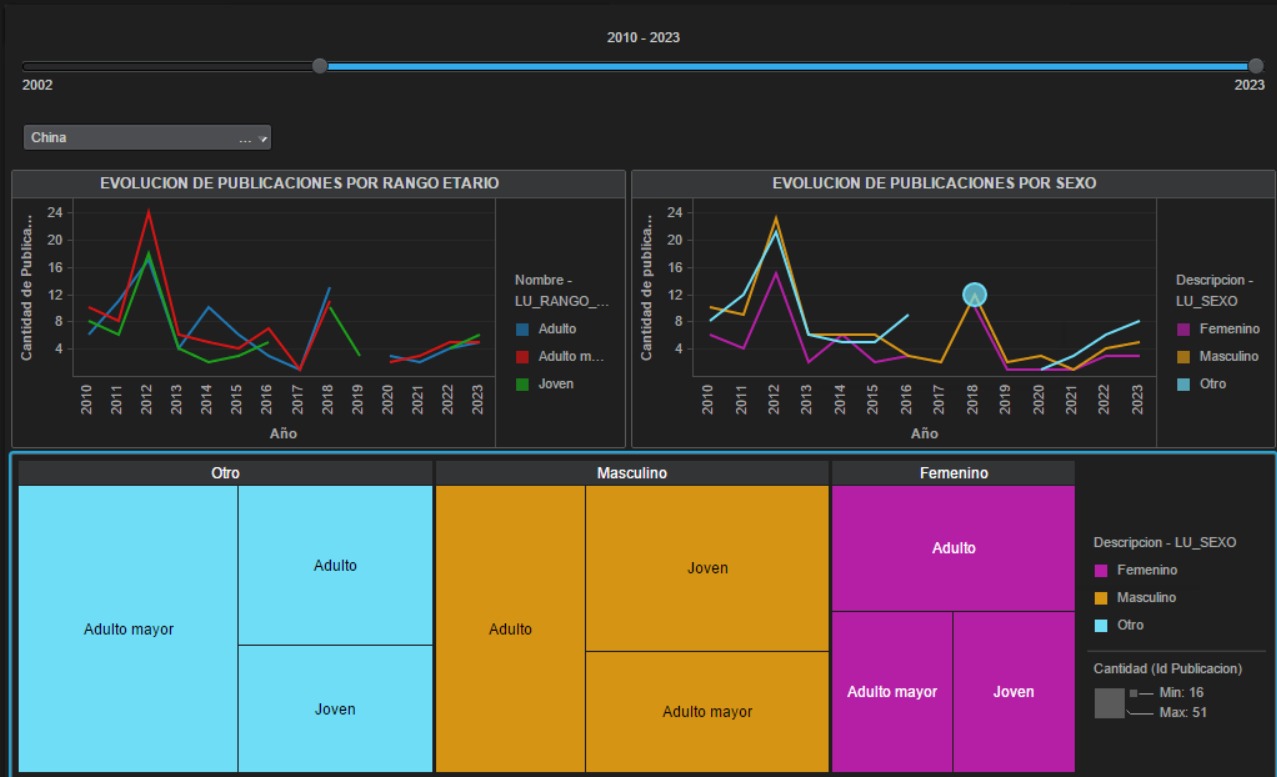 2010 - 2023
2002
2023
China
...
EVOLUCION DE PUBLICACIONES POR RANGO ETARIO
Cantidad de Publica...
24
20
16
12
8
4
2010
2011
2012
2013
2014
2015
2016
2017
2018
2019
2020
2021
2022
2023
Año
Nombre -
LU_RANGO_...
Adulto
Adulto m...
Joven
EVOLUCION DE PUBLICACIONES POR SEXO
Cantidad de publica...
24
20
16
12
8
4
2010
2011
2012
2013
2014
2015
2016
2017
2018
2019
2020
2021
2022
2023
Año
Descripcion -
LU_SEXO
Femenino
Masculino
Otro
Otro
Adulto mayor
Adulto
Joven
Masculino
Adulto
Joven
Adulto mayor
Femenino
Adulto
Adulto mayor
Joven
Descripcion - LU_SEXO
Femenino
Masculino
Otro
Cantidad (Id Publicacion)
Min: 16
Max: 51